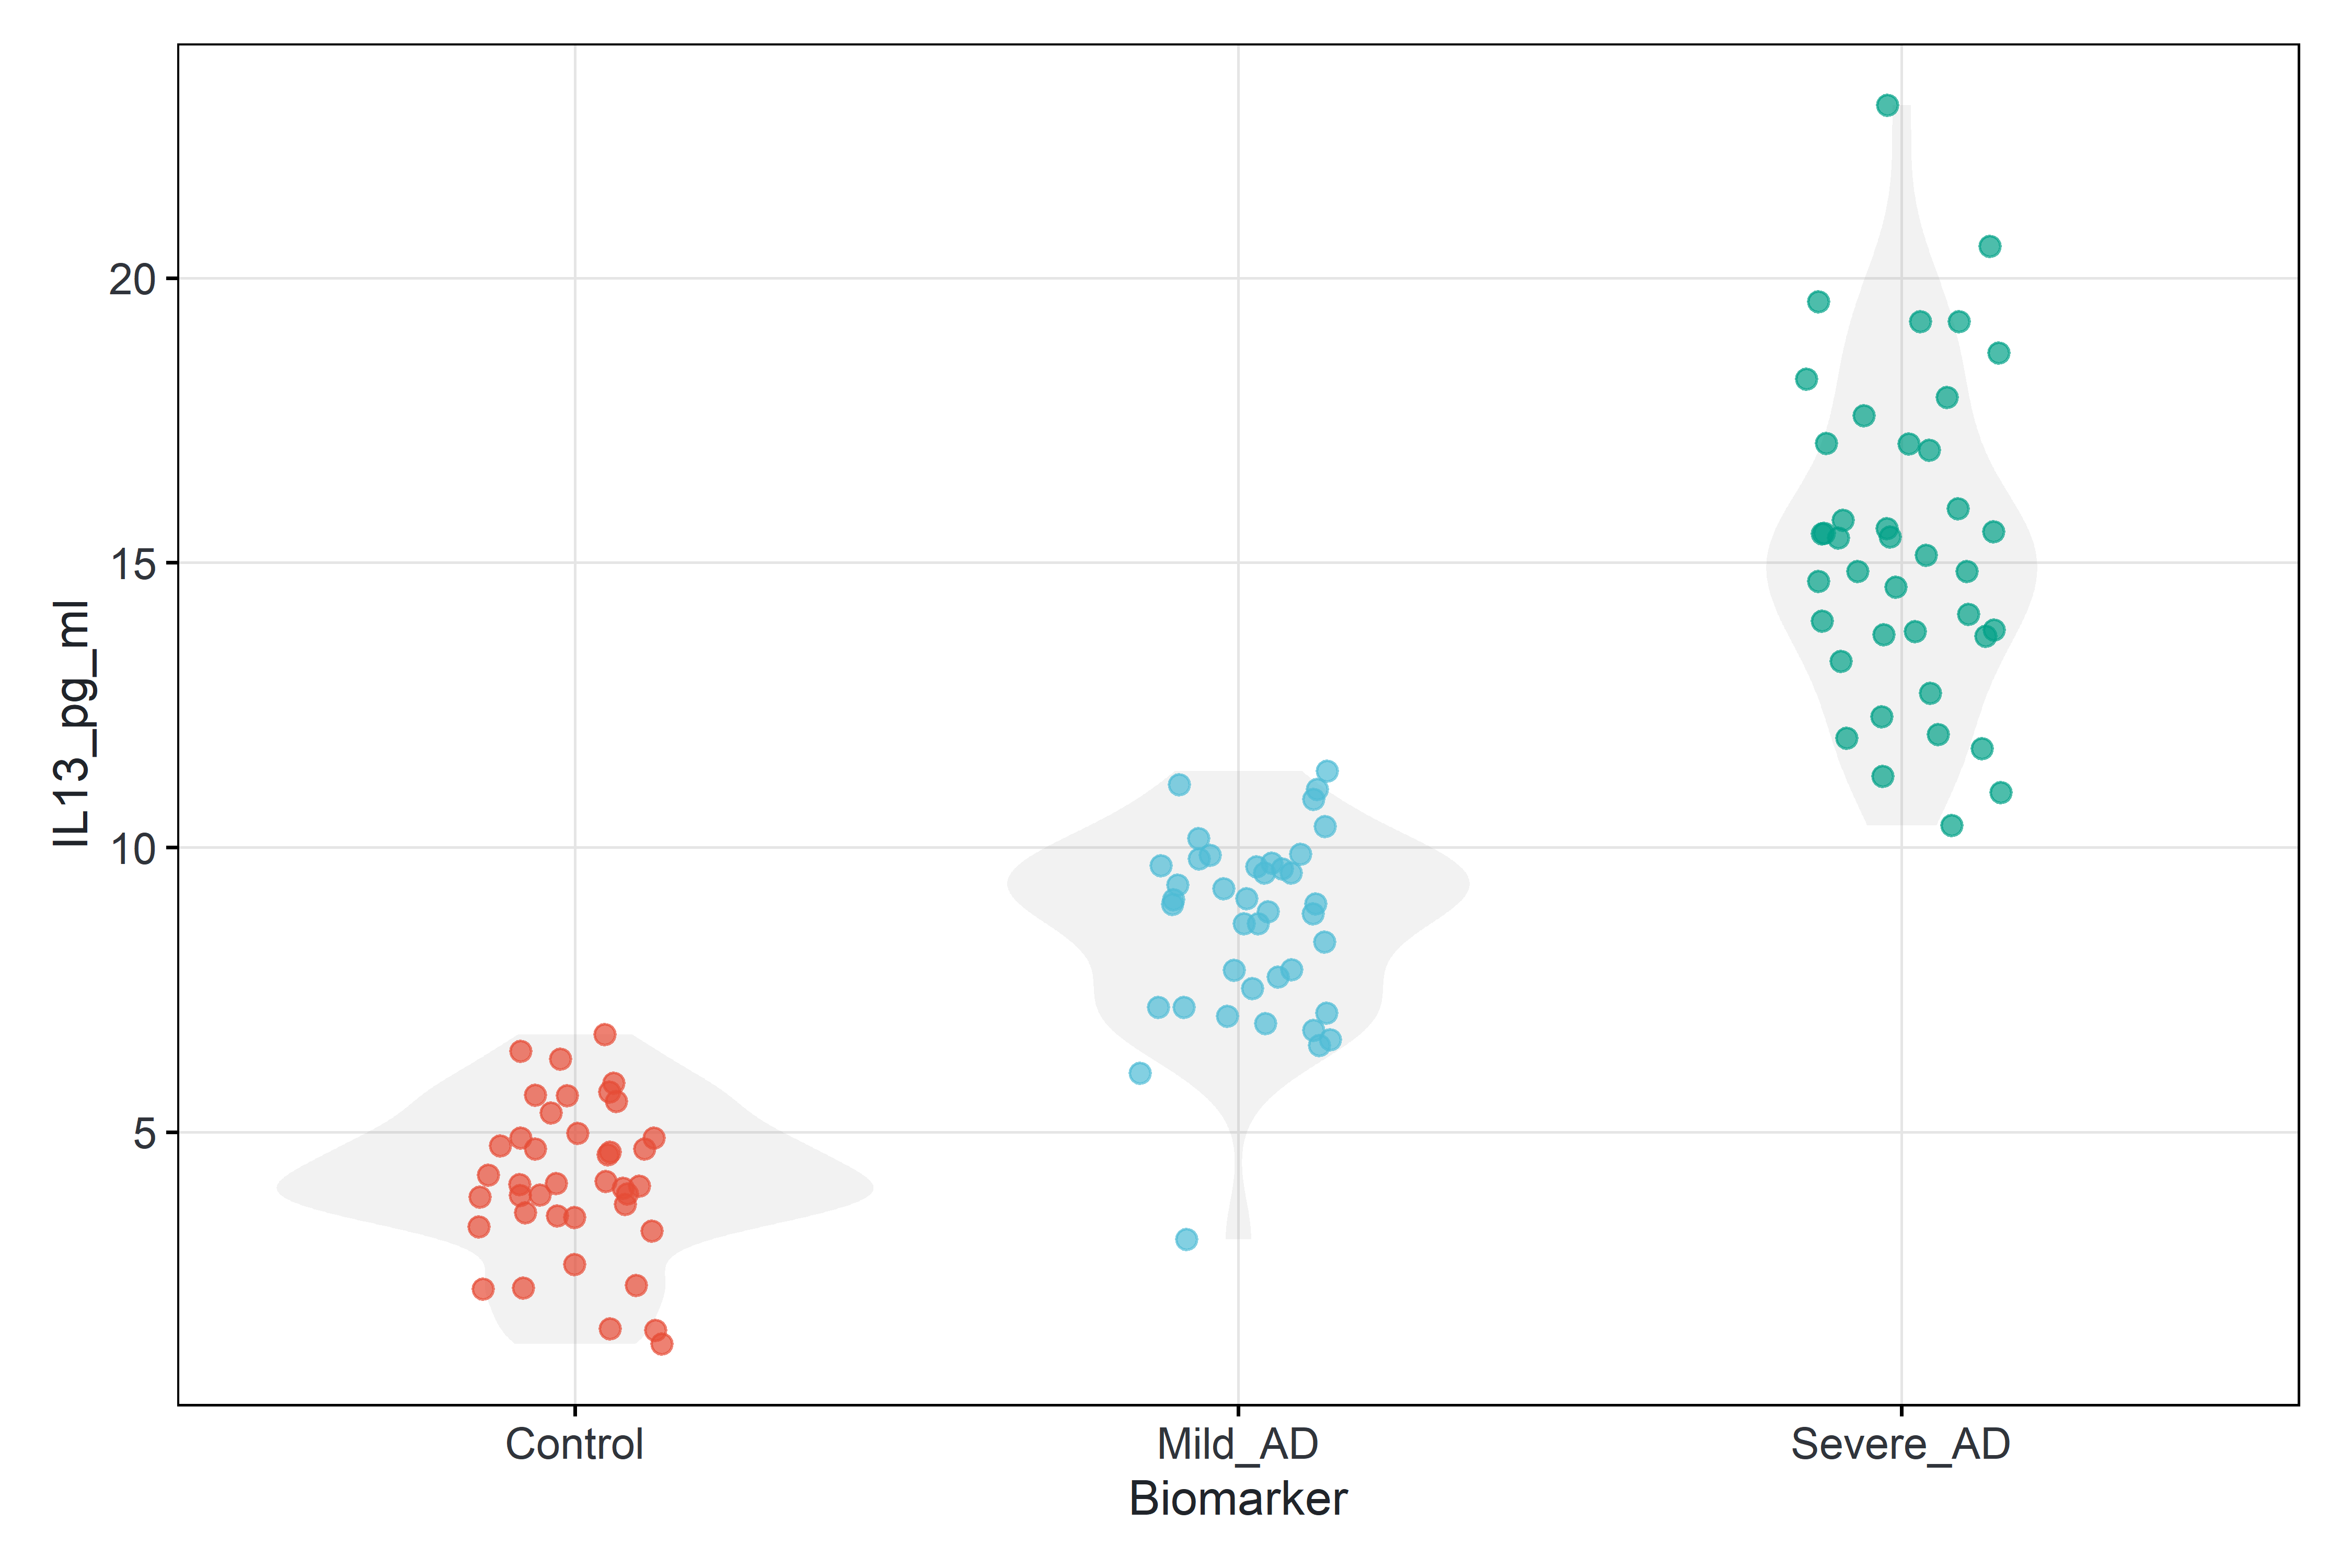 IL13_pg_ml
20
15
10
5
Control Mild_AD Severe_AD
Biomarker